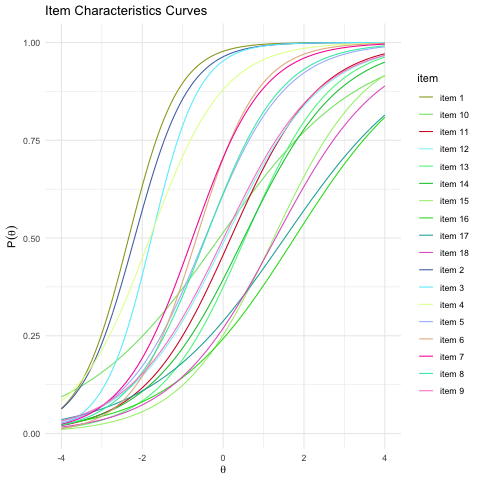 Item Characteristics Curves
1.00
0.75
0.50
0.25
0.00
P(θ)
-4 -2 0 2 4
θ
item
item 1
item 10
item 11
item 12
item 13
item 14
item 15
item 16
item 17
item 18
item 2
item 3
item 4
item 5
item 6
item 7
item 8
item 9